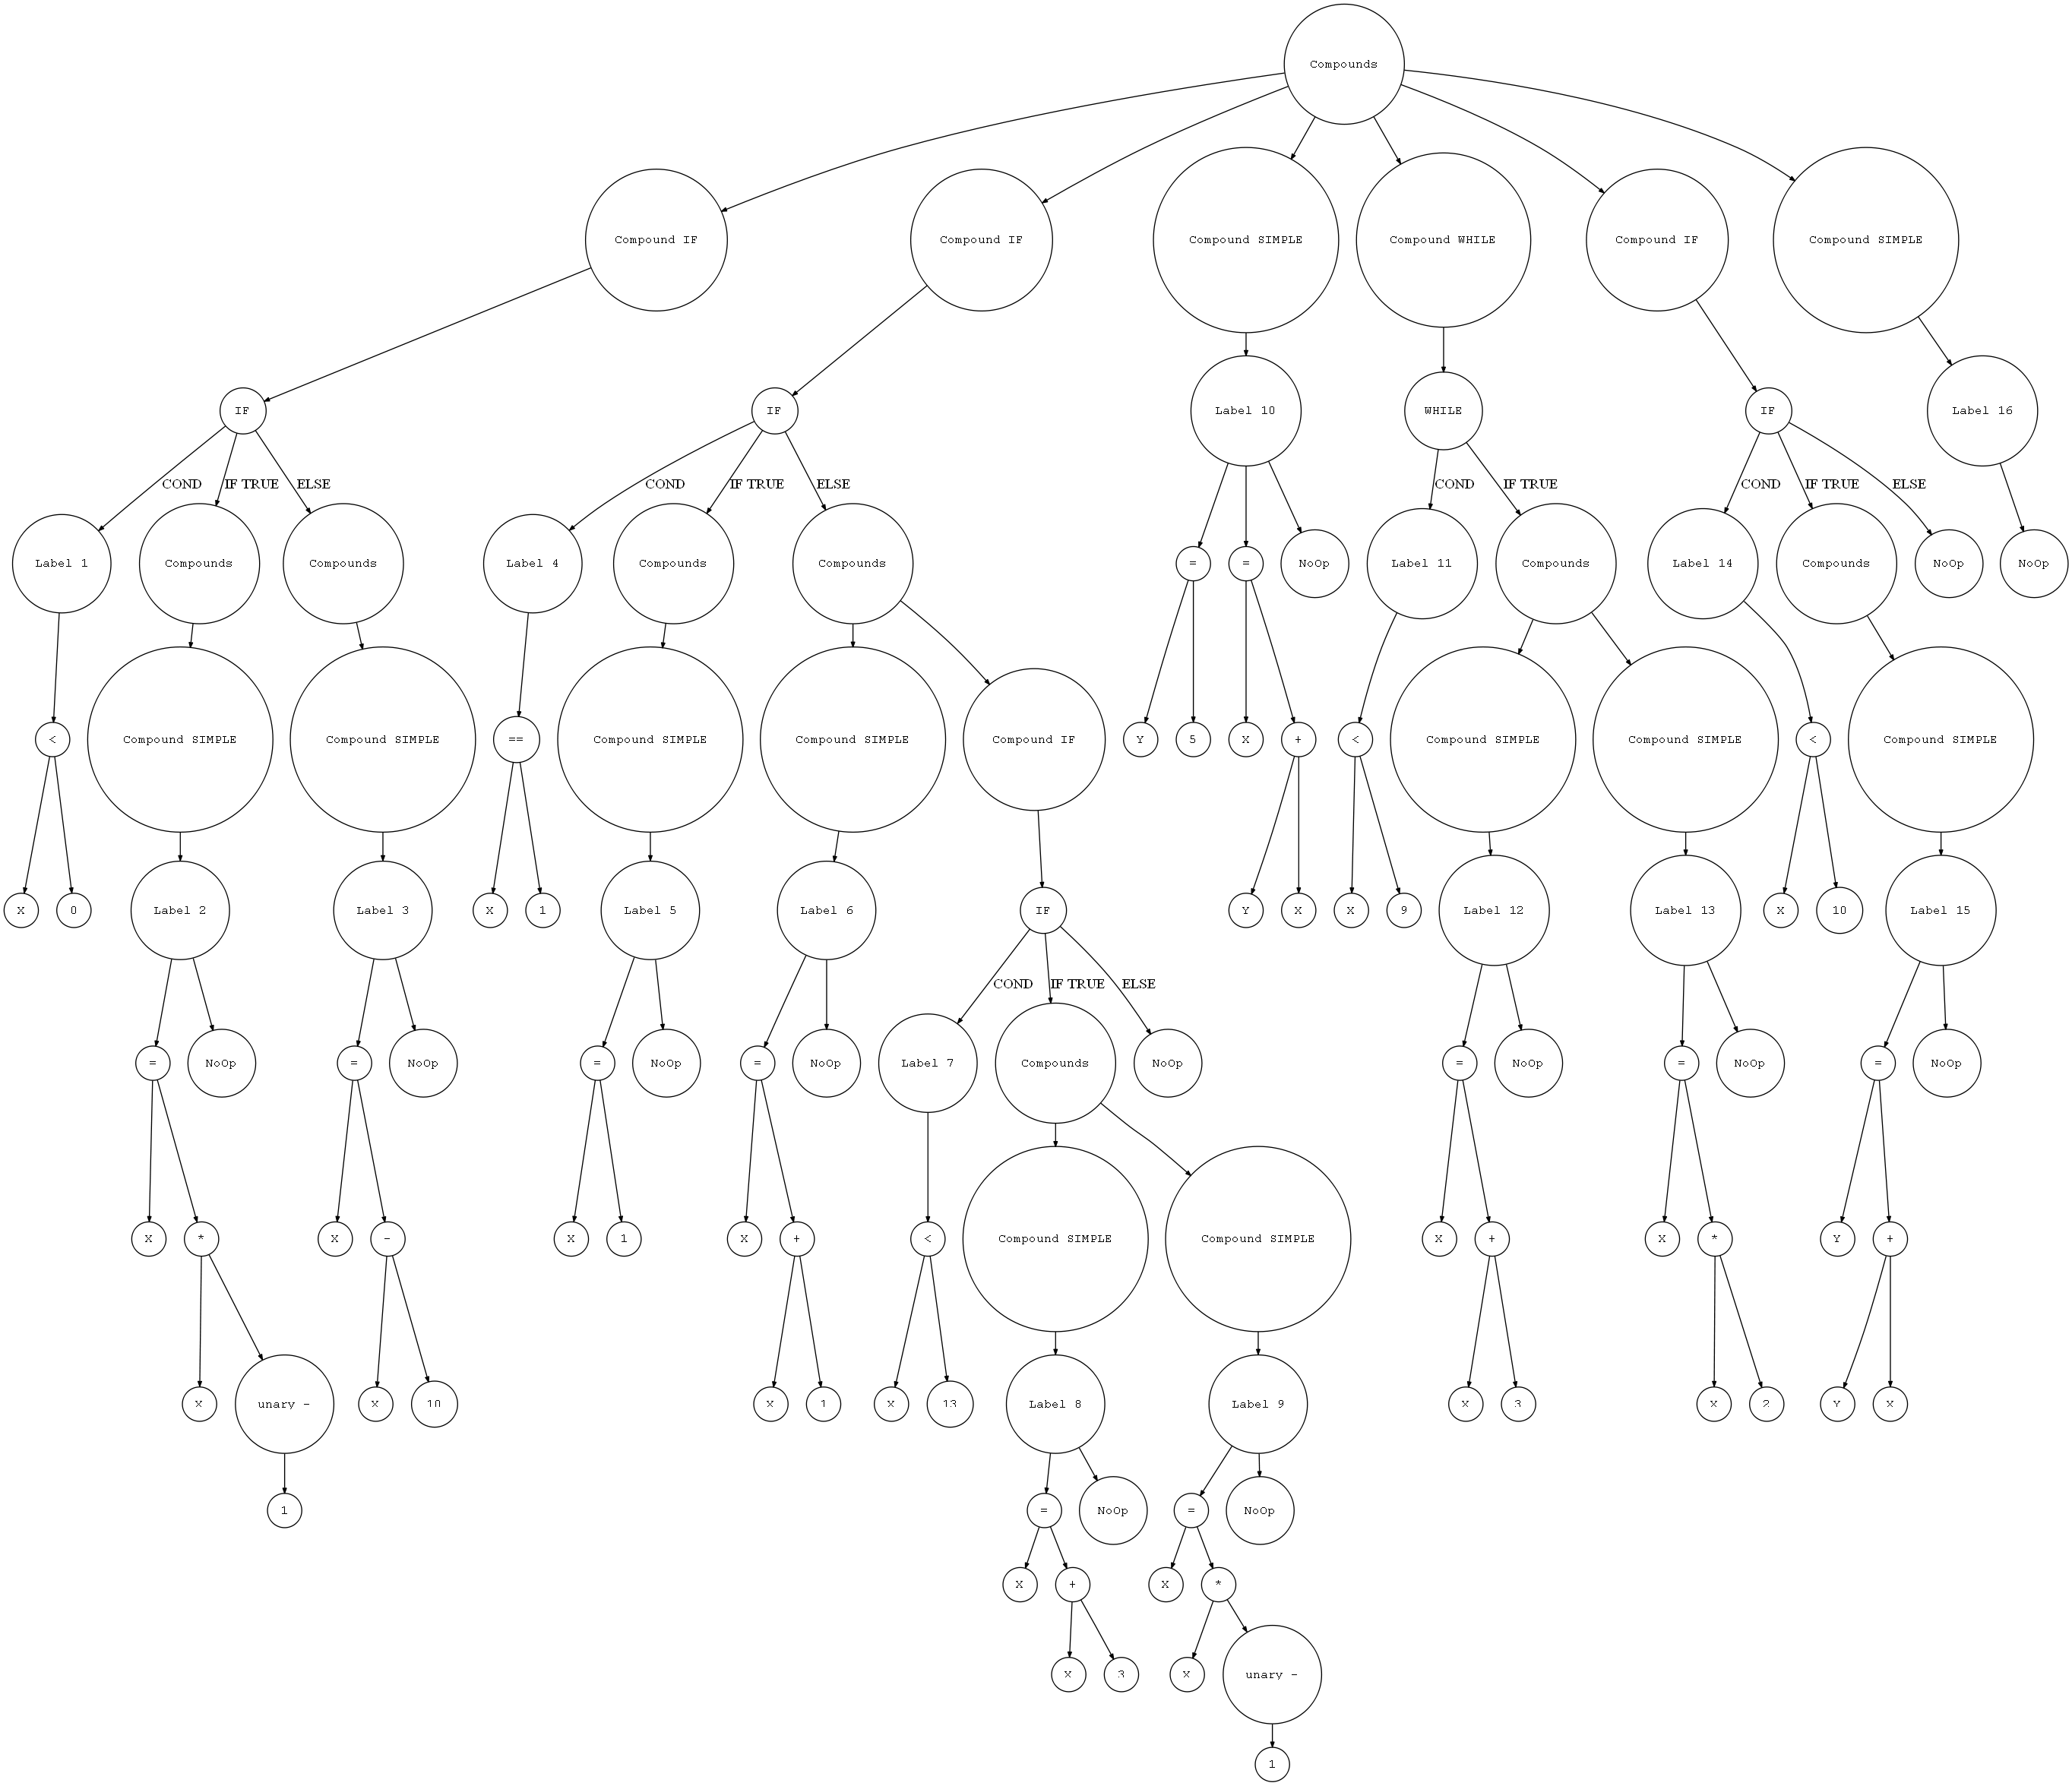 Compounds
Compound IF
Compound IF
Compound SIMPLE
Compound WHILE
Compound IF
Compound SIMPLE
IF
IF
Label 10
WHILE
IF
Label 16
COND
IF TRUE
ELSE
COND
IF TRUE
ELSE
COND
IF TRUE
COND
IF TRUE
ELSE
Label 1
Compounds
Compounds
Label 4
Compounds
Compounds
=
=
NoOp
Label 11
Compounds
Label 14
Compounds
NoOp
NoOp
<
Compound SIMPLE
Compound SIMPLE
==
Compound SIMPLE
Compound SIMPLE
Compound IF
Y
5
X
+
<
Compound SIMPLE
Compound SIMPLE
<
Compound SIMPLE
X
0
Label 2
Label 3
X
1
Label 5
Label 6
IF
Y
X
X
9
Label 12
Label 13
X
10
Label 15
COND
IF TRUE
ELSE
=
NoOp
=
NoOp
=
NoOp
=
NoOp
Label 7
Compounds
NoOp
=
NoOp
=
NoOp
=
NoOp
X
*
X
-
X
1
X
+
<
Compound SIMPLE
Compound SIMPLE
X
+
X
*
Y
+
X
unary -
X
10
X
1
X
13
Label 8
Label 9
X
3
X
2
Y
X
1
=
NoOp
=
NoOp
X
+
X
*
X
3
X
unary -
1